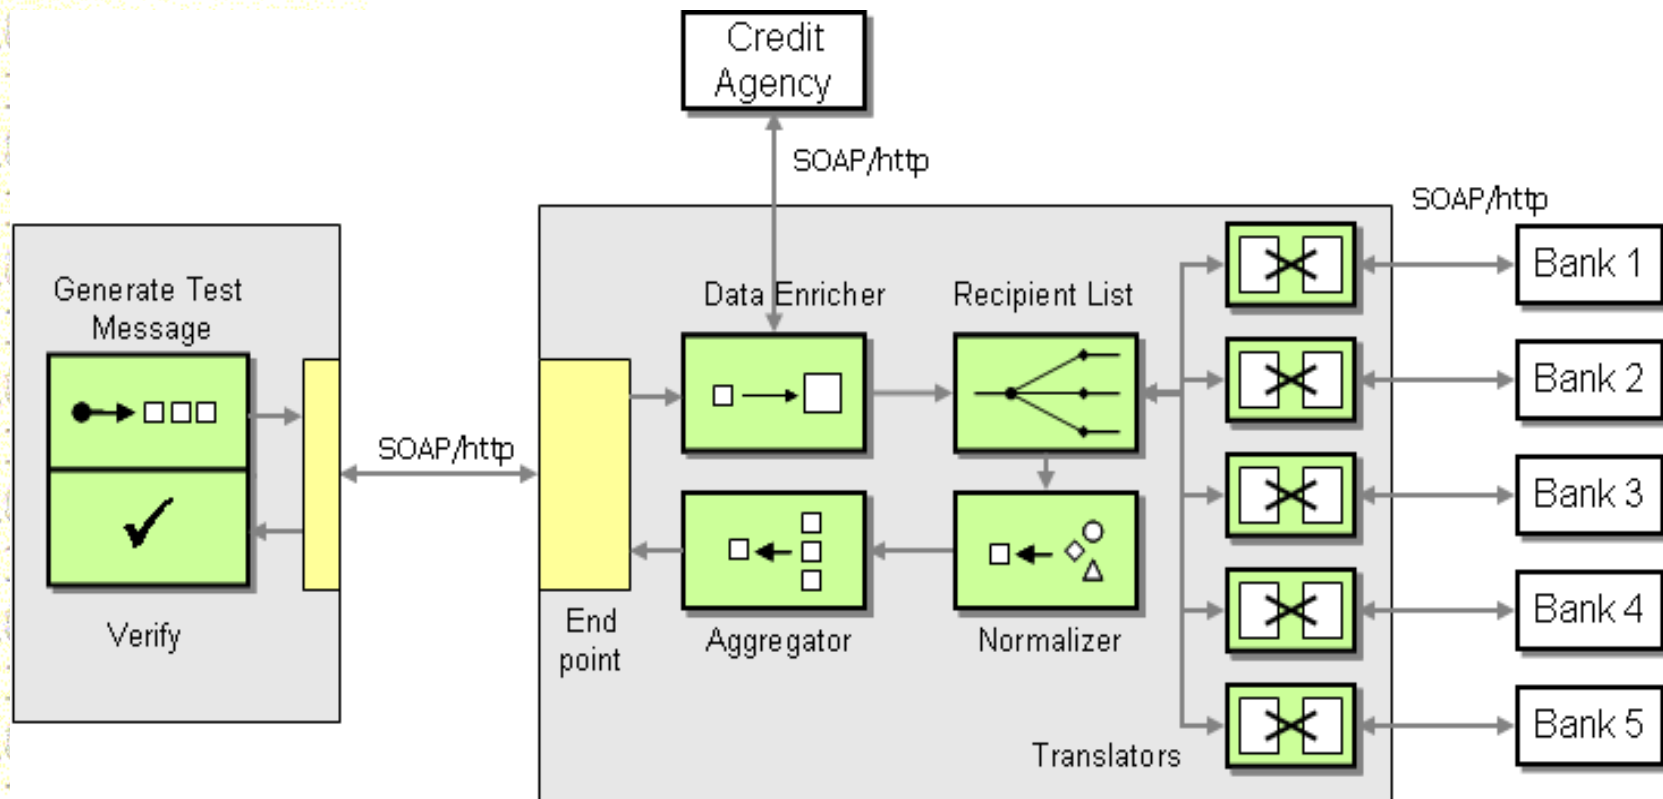 Credit
Agency
SOAP/http
SOAP/http
Generate Test
Message
Data Enricher
Recipient List
Bank 1
Bank 2
SOAP/http
Bank 3
End
point
Verify
Aggregator
Normalizer
Bank 4
Translators
Bank 5